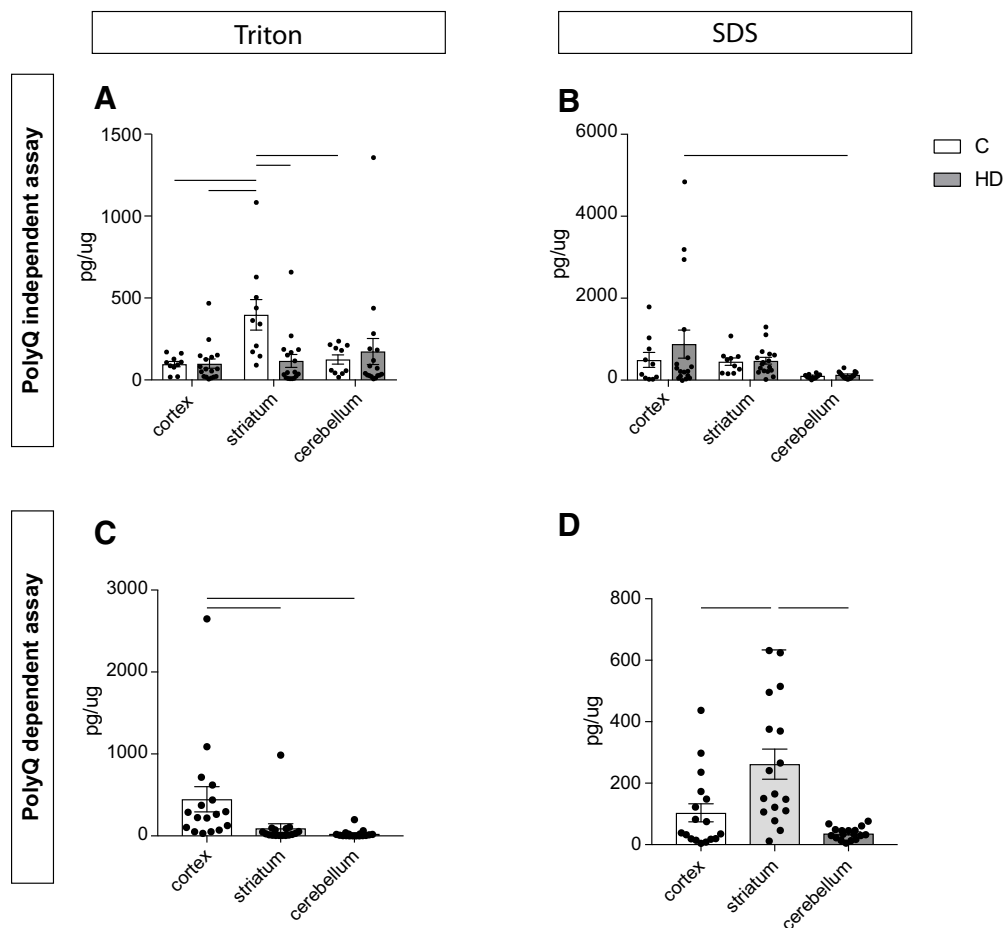 Triton
SDS
PolyQ independent assay
A
1500
1000
500
0
pg/ug
cortex
striatum
cerebellum
B
6000
4000
2000
0
pg/ug
cortex
striatum
cerebellum
C
HD
PolyQ dependent assay
C
3000
2000
1000
0
pg/ug
cortex
striatum
cerebellum
D
800
600
400
200
0
pg/ug
cortex
striatum
cerebellum